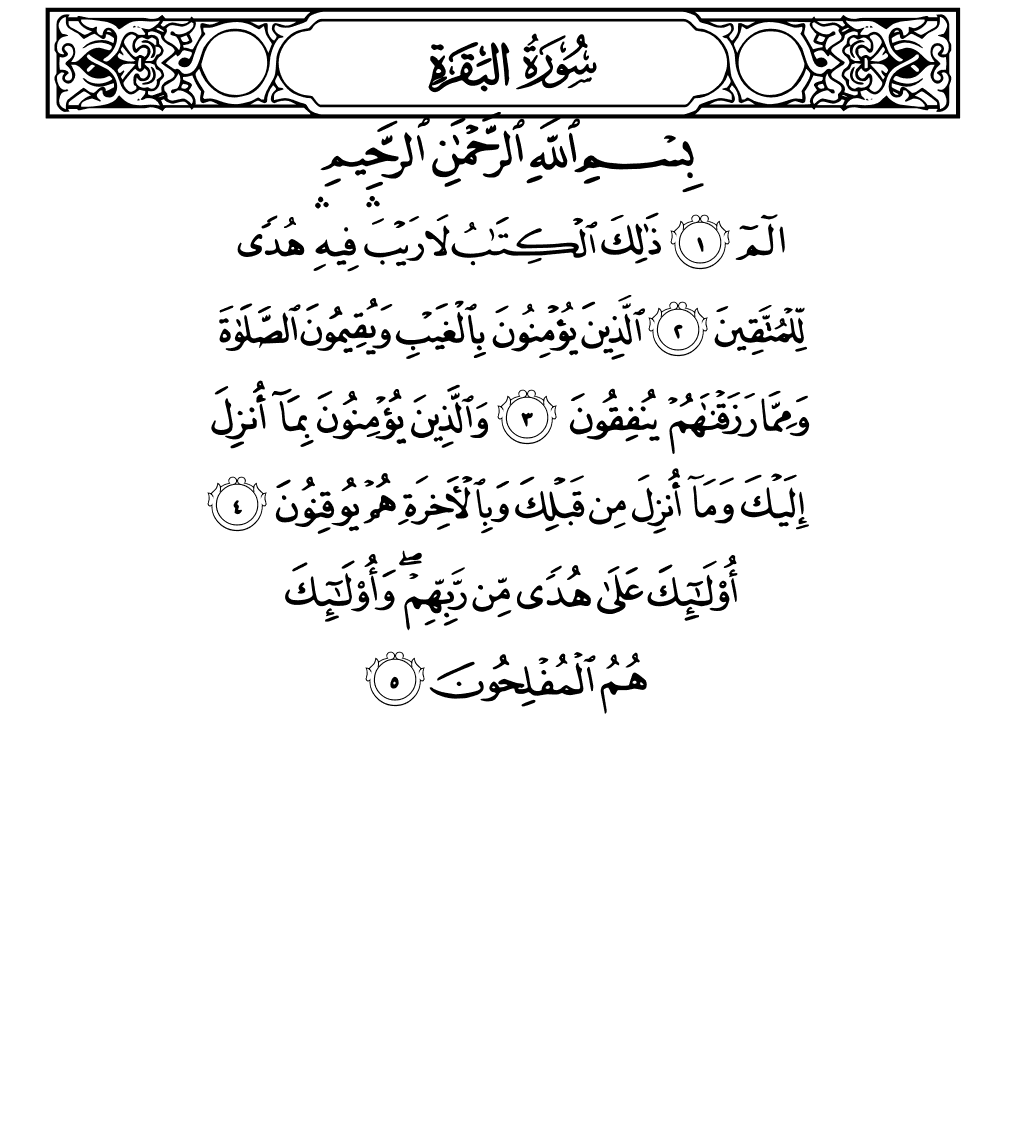 سُورَةُ البَقَرَةِ
بِسْمِ ٱللَّهِ ٱلرَّحْمَٰنِ ٱلرَّحِيمِ
الٓمٓ ١ ذَٰلِكَ ٱلْكِتَٰبُ لَا رَيْبَ ۛ فِيهِ ۛ هُدًى
لِّلْمُتَّقِينَ ٢ ٱلَّذِينَ يُؤْمِنُونَ بِٱلْغَيْبِ وَيُقِيمُونَ ٱلصَّلَوٰةَ
وَمِمَّا رَزَقْنَٰهُمْ يُنفِقُونَ ٣ وَٱلَّذِينَ يُؤْمِنُونَ بِمَآ أُنزِلَ
إِلَيْكَ وَمَآ أُنزِلَ مِن قَبْلِكَ وَبِٱلْأٓخِرَةِ هُمْ يُوقِنُونَ ٤
أُو۟لَٰٓئِكَ عَلَىٰ هُدًى مِّن رَّبِّهِمْ ۖ وَأُو۟لَٰٓئِكَ
هُمُ ٱلْمُفْلِحُونَ ٥